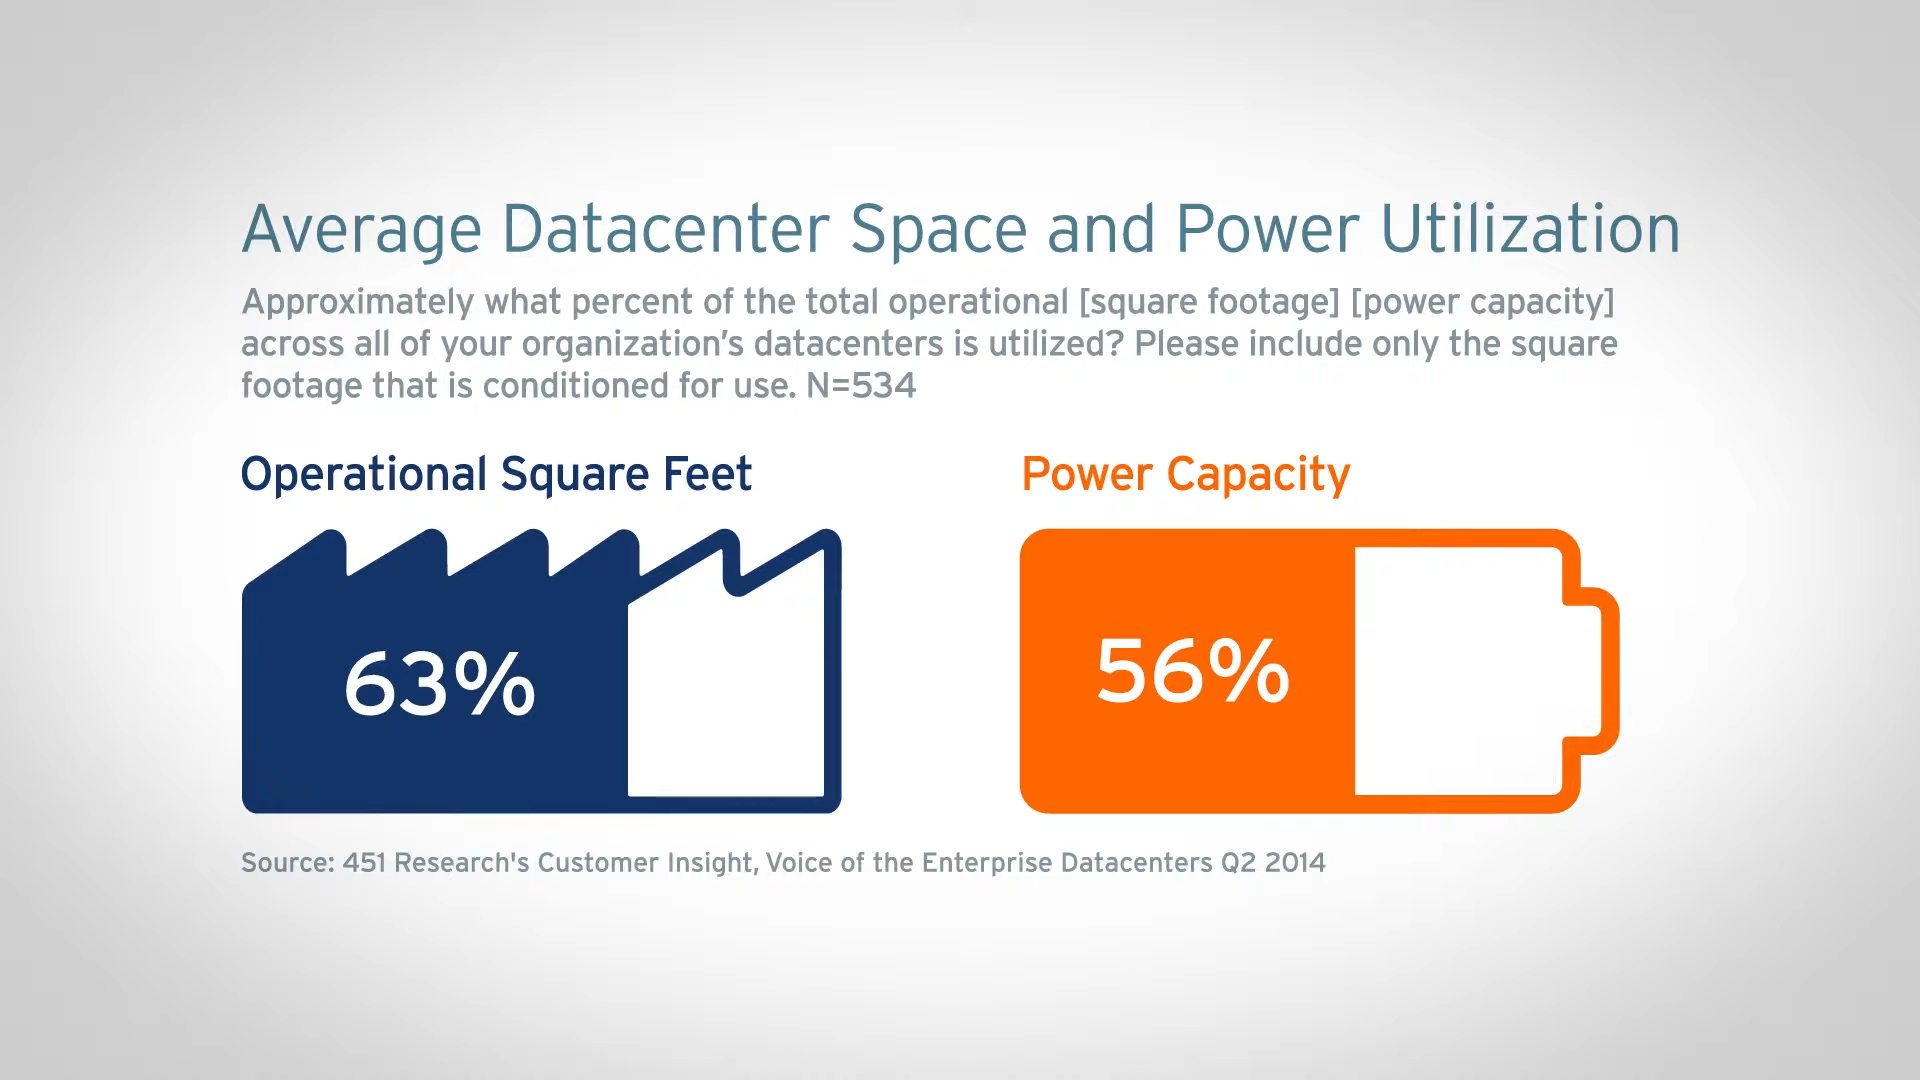 Average Datacenter Space and Power Utilization
Approximately what percent of the total operational [square footage] [power capacity]
across all of your organization’s datacenters is utilized? Please include only the square
footage that is conditioned for use. N=534
Operational Square Feet
Power Capacity
63%
56%
Source: 451 Research's Customer Insight, Voice of the Enterprise Datacenters Q2 2014